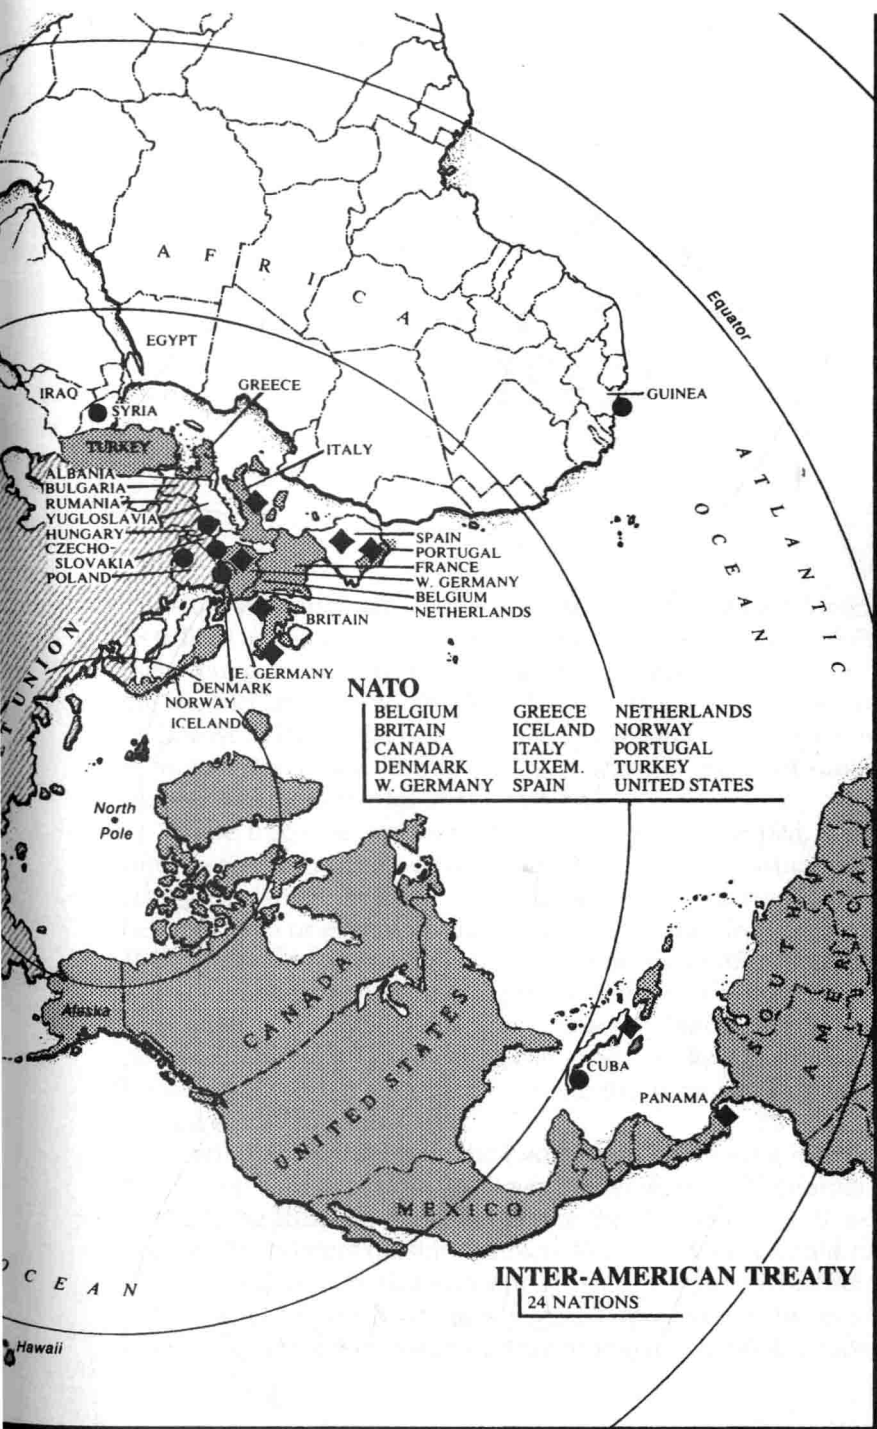 AFRICA
Equator
EGYPT
IRAQ
SYRIA
GREECE
GUINEA
TURKEY
ITALY
ALBANIA
BULGARIA
RUMANIA
YUGLOSLAVIA
HUNGARY
CZECHO-
SLOVAKIA
POLAND
SPAIN
PORTUGAL
FRANCE
W. GERMANY
BELGIUM
NETHERLANDS
BRITAIN
ATLANTIC
OCEAN
T UNION
E. GERMANY
DENMARK
NORWAY
ICELAND
NATO
BELGIUM GREECE NETHERLANDS
BRITAIN ICELAND NORWAY
CANADA ITALY PORTUGAL
DENMARK LUXEM. TURKEY
W. GERMANY SPAIN UNITED STATES
North
Pole
SOUTH
AMERICA
CANADA
Alaska
UNITED STATES
CUBA
PANAMA
MEXICO
INTER-AMERICAN TREATY
24 NATIONS
OCEAN
Hawaii